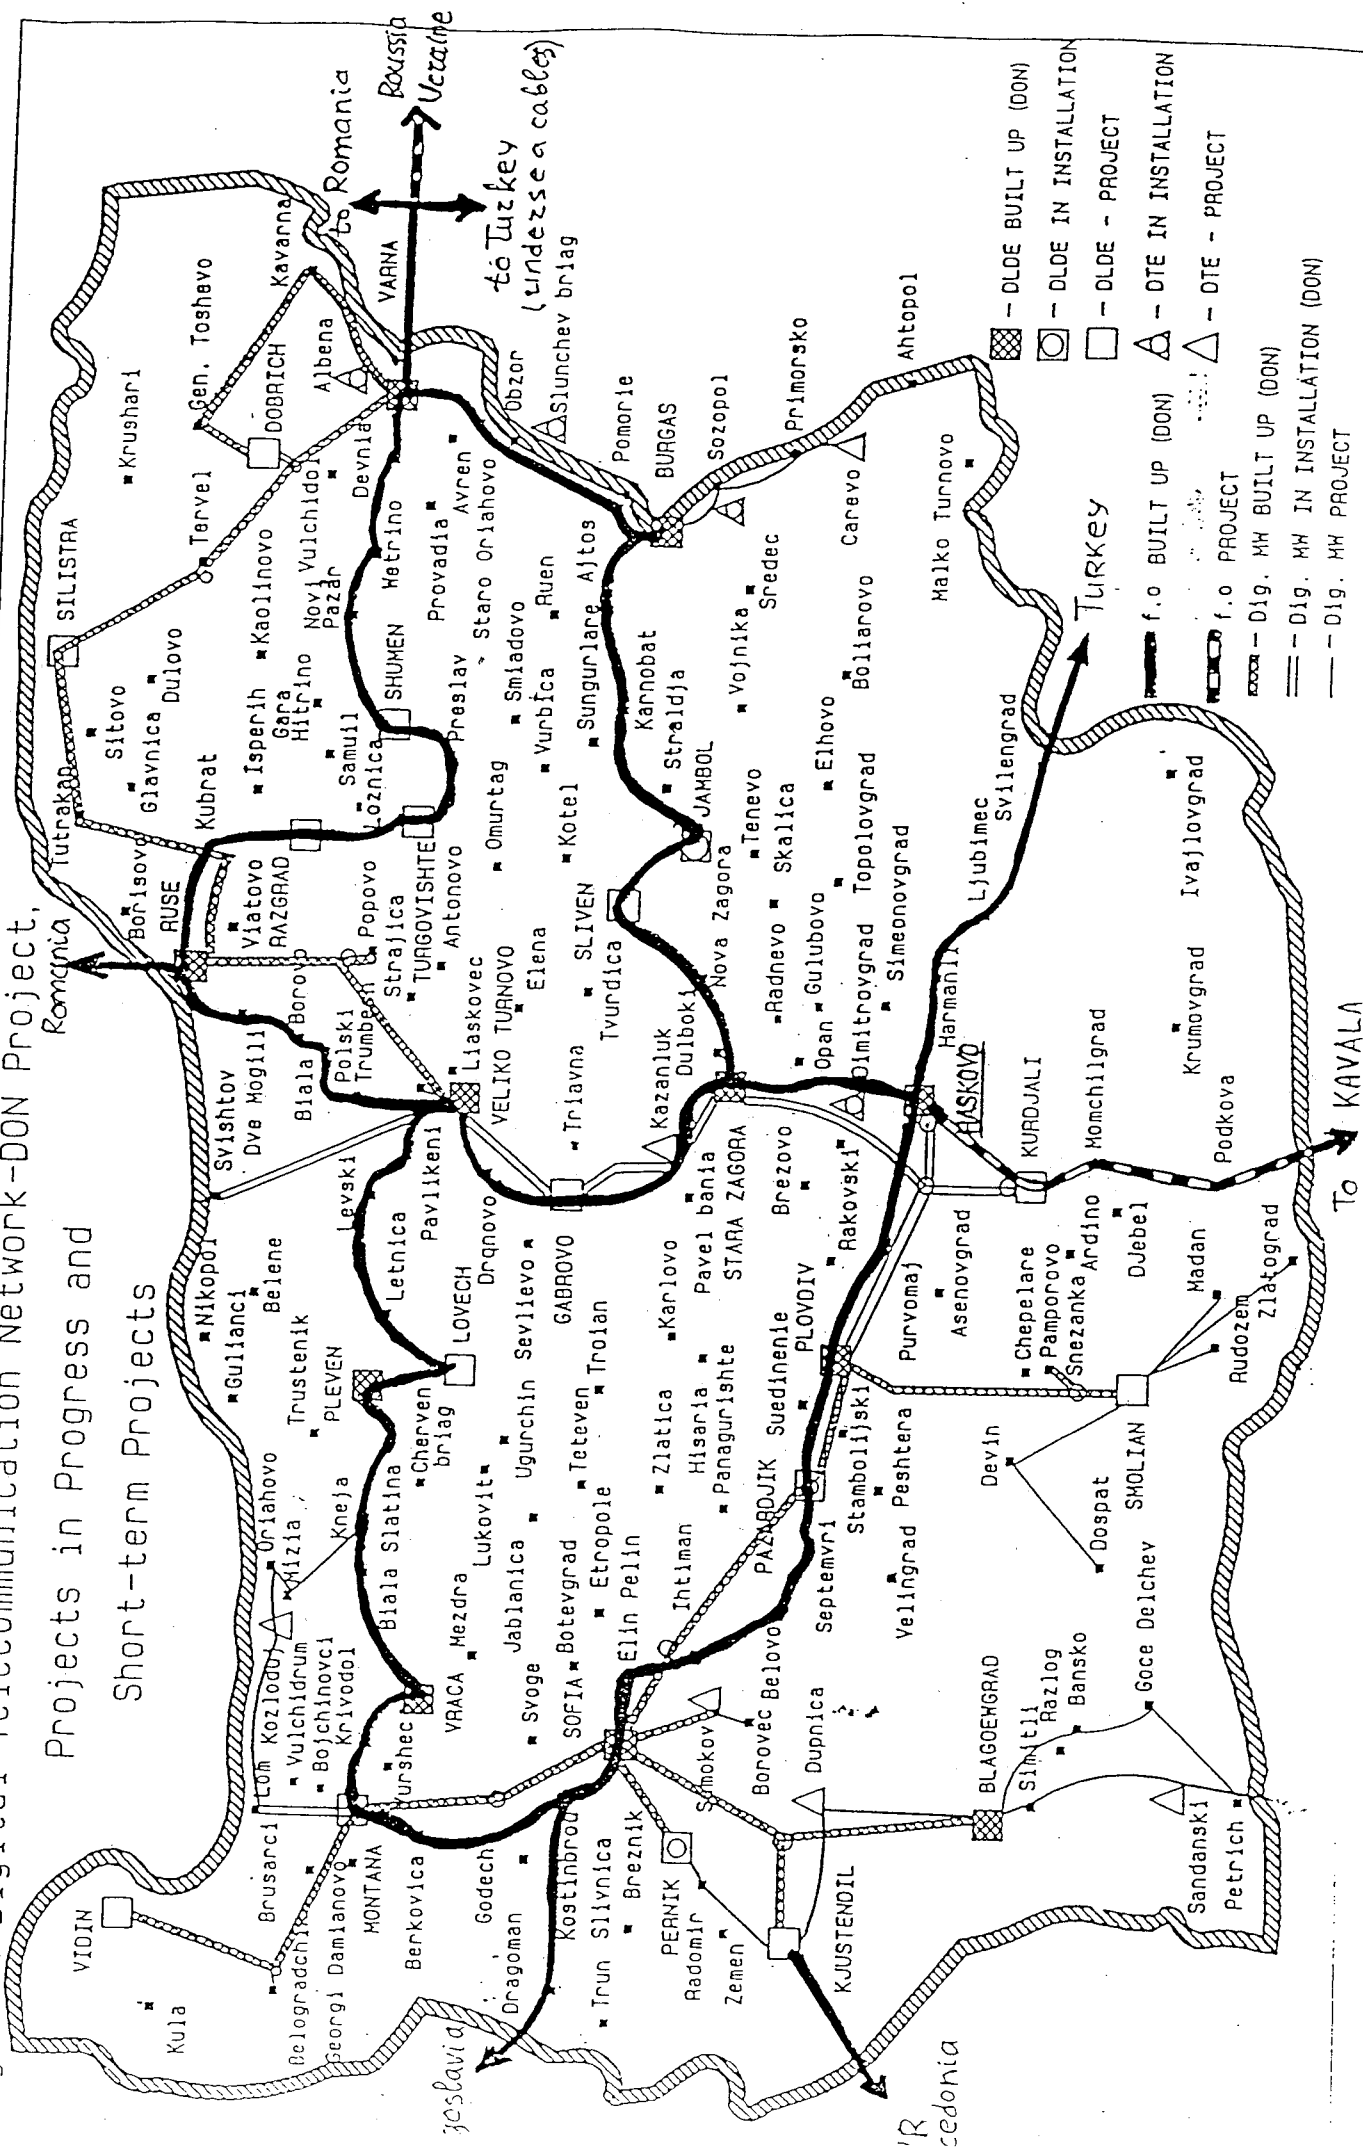 Digital Telecommunication Network-DON Project,
Projects in Progress and
Short-term Projects
Romania
to Romania
Roussia
Ucraine
to Turkey
(undersea cables)
VIDIN
Kula
Brusarci
Belogradchik
Georgi Damianovo
MONTANA
Berkovica
Lom
Kozloduj
Vulchidrum
Bojchinovci
Krivodol
Vurshec
VRACA
Mezdra
Oriahovo
Mizia
Kneja
Biala Slatina
Cherven
briag
Lukovit
Jablanica
Ugurchin
Sevlievo
Svoge
SOFIA
Botevgrad
Etropole
Teteven
Troian
Elin Pelin
Godech
Dragoman
Kostinbrod
Slivnica
Trun
Breznik
PERNIK
Radomir
Zemen
KJUSTENDIL
Nikopol
Gulianci
Belene
Trustenik
PLEVEN
Levski
Letnica
LOVECH
Pavlikeni
Drqnovo
GABROVO
Svishtov
Dve Mogili
Biala
Borovo
Polski
Trumbesh
Popovo
Strajica
TURGOVISHTE
Antonovo
Liaskovec
VELIKO TURNOVO
Elena
Triavna
Omurtag
Kotel
SLIVEN
Tvurdica
Tutrakan
Borisovo
RUSE
Viatovo
RAZGRAD
Kubrat
Glavnica
Sitovo
Dulovo
SILISTRA
Isperih
Kaolinovo
Gara
Hitrino
Samuil
Loznica
SHUMEN
Preslav
Novi
Pazar
Vulchidol
Tervel
Krushari
Gen. Toshevo
DOBRICH
Kavarna
Albena
VARNA
Devnia
Wetrino
Provadia
Avren
Staro Oriahovo
Smiadovo
Vurbica
Ruen
Sungurlare
Ajtos
Obzor
Slunchev briag
Pomorie
BURGAS
Sozopol
Primorsko
Carevo
Ahtopol
Malko Turnovo
Karnobat
Straldja
JAMBOL
Vojnika
Sredec
Boliarovo
Elhovo
Tenevo
Skalica
Topolovgrad
Nova Zagora
Radnevo
Gulubovo
Opan
Dimitrovgrad
Simeonovgrad
Kazanluk
Dulboki
Pavel bania
STARA ZAGORA
Brezovo
Rakovski
Karlovo
Zlatica
Hisaria
Panagurishte
Suedinenie
PLOVDIV
PAZARDJIK
Ihtiman
Septemvri
Belovo
Stambolijski
Peshtera
Velingrad
Purvomaj
Asenovgrad
Samokov
Borovec
Dupnica
BLAGOEHGRAD
Simitli
Razlog
Bansko
Goce Delchev
Sandanski
Petrich
Dospat
Devin
SMOLIAN
Chepelare
Pamporovo
Snezanka
Ardino
DJebel
Madan
Rudozem
Zlatograd
Podkova
Momchilgrad
KURDJALI
Krumovgrad
HASKOVO
Harmanli
Ljubimec
Svilengrad
Ivajlovgrad
Turkey
To KAVALA
- DLDE BUILT UP (DON)
- DLDE IN INSTALLATION
- DLDE - PROJECT
- DTE IN INSTALLATION
- DTE - PROJECT
f.o BUILT UP (DON)
f.o PROJECT
- Dig. MW BUILT UP (DON)
- Dig. MW IN INSTALLATION (DON)
- Dig. MW PROJECT